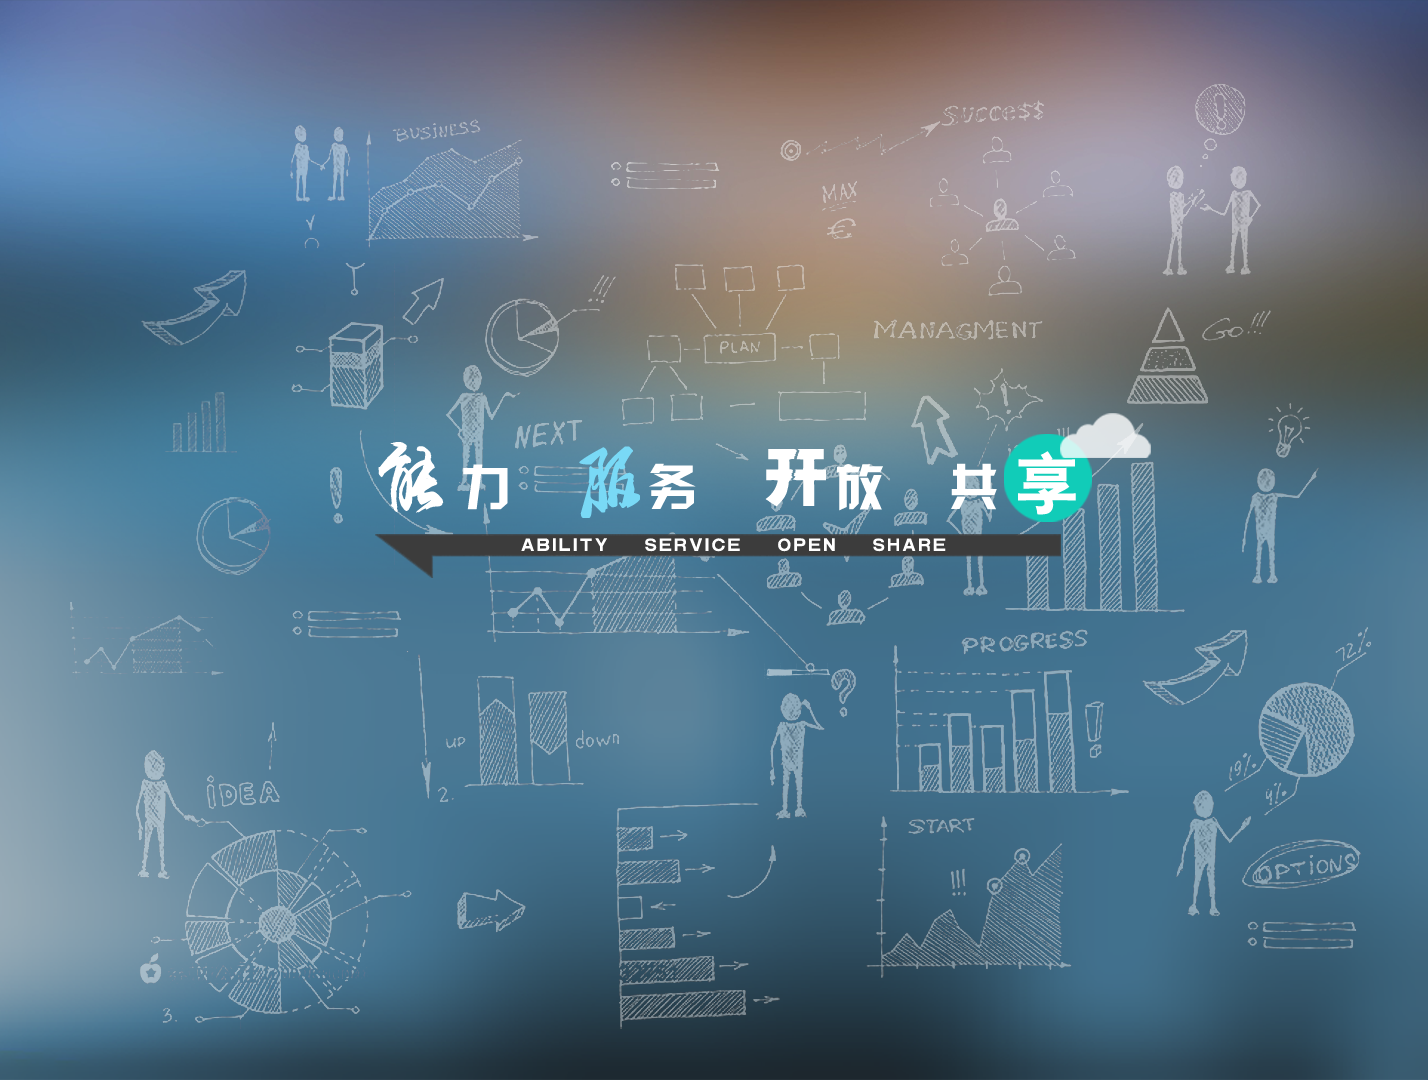 SUCCESS
BUSINESS
MAX
€
!!!
MANAGMENT
GO!!!
PLAN
NEXT
能力 服务 开放 共享
ABILITY SERVICE OPEN SHARE
PROGRESS
?
72%
up
down
19%
IDEA
2.
4%
START
!!!
OPTIONS
3.